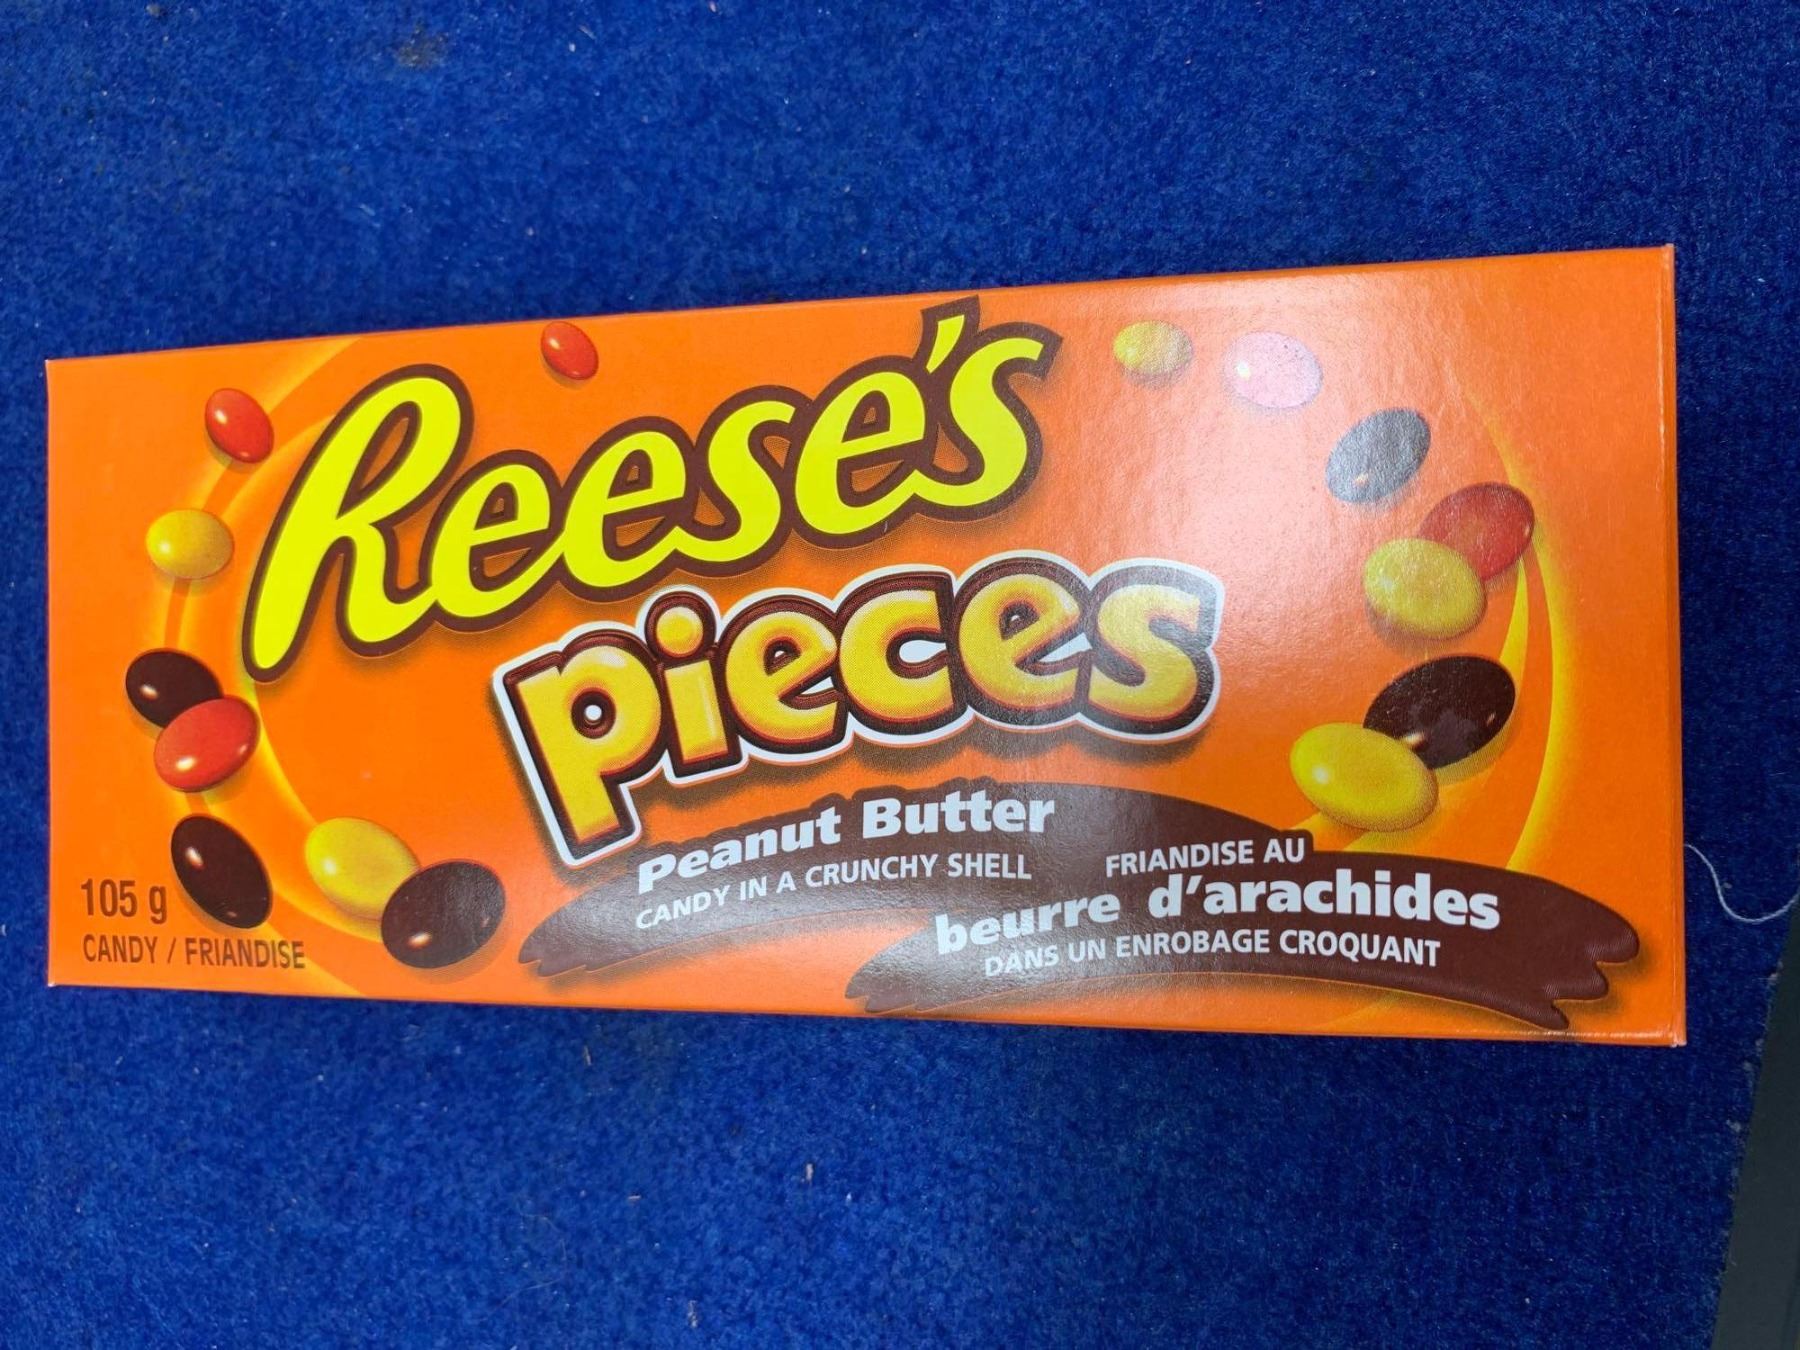 Reese's
pieces
Peanut Butter
CANDY IN A CRUNCHY SHELL
FRIANDISE AU
beurre d'arachides
DANS UN ENROBAGE CROQUANT
105 g
CANDY / FRIANDISE